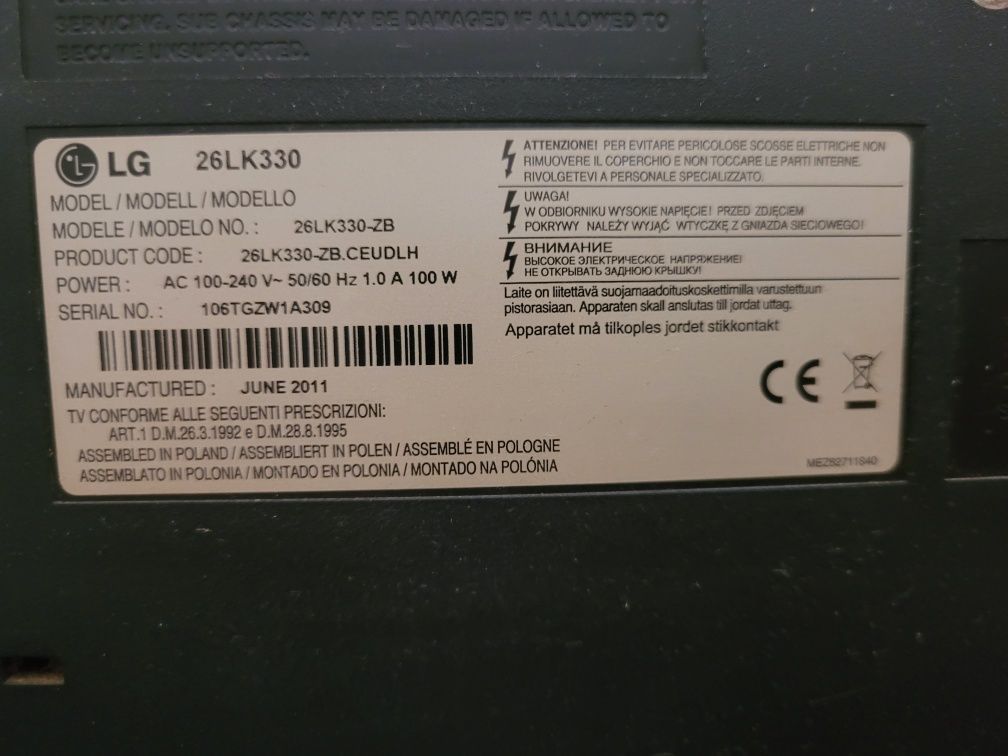 SERVICING. SUB CHASSIS MAY BE DAMAGED IF ALLOWED TO
BECOME UNSUPPORTED.
LG 26LK330
MODEL / MODELL / MODELLO
MODELE / MODELO NO. : 26LK330-ZB
PRODUCT CODE : 26LK330-ZB.CEUDLH
POWER : AC 100-240 V~ 50/60 Hz 1.0 A 100 W
SERIAL NO. : 106TGZW1A309
MANUFACTURED : JUNE 2011
TV CONFORME ALLE SEGUENTI PRESCRIZIONI:
ART.1 D.M.26.3.1992 e D.M.28.8.1995
ASSEMBLED IN POLAND / ASSEMBLIERT IN POLEN / ASSEMBLÉ EN POLOGNE
ASSEMBLATO IN POLONIA / MONTADO EN POLONIA / MONTADO NA POLÓNIA
ATTENZIONE! PER EVITARE PERICOLOSE SCOSSE ELETTRICHE NON
RIMUOVERE IL COPERCHIO E NON TOCCARE LE PARTI INTERNE.
RIVOLGETEVI A PERSONALE SPECIALIZZATO.
UWAGA!
W ODBIORNIKU WYSOKIE NAPIĘCIE! PRZED ZDJĘCIEM
POKRYWY NALEŻY WYJĄĆ WTYCZKĘ Z GNIAZDA SIECIOWEGO!
ВНИМАНИЕ
ВЫСОКОЕ ЭЛЕКТРИЧЕСКОЕ НАПРЯЖЕНИЕ!
НЕ ОТКРЫВАТЬ ЗАДНЮЮ КРЫШКУ!
Laite on liitettävä suojamaadoituskoskettimilla varustettuun
pistorasiaan. Apparaten skall anslutas till jordat uttag.
Apparatet må tilkoples jordet stikkontakt
CE
MEZ62711840